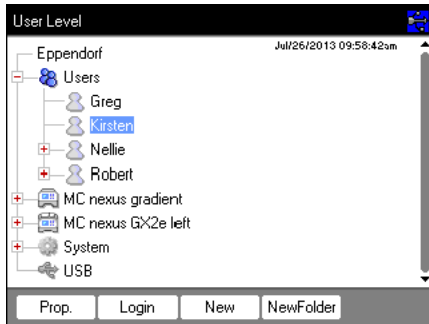 User Level
Eppendorf
Jul/26/2013 09:58:42am
Users
Greg
Kirsten
Nellie
Robert
MC nexus gradient
MC nexus GX2e left
System
USB
Prop. Login New NewFolder